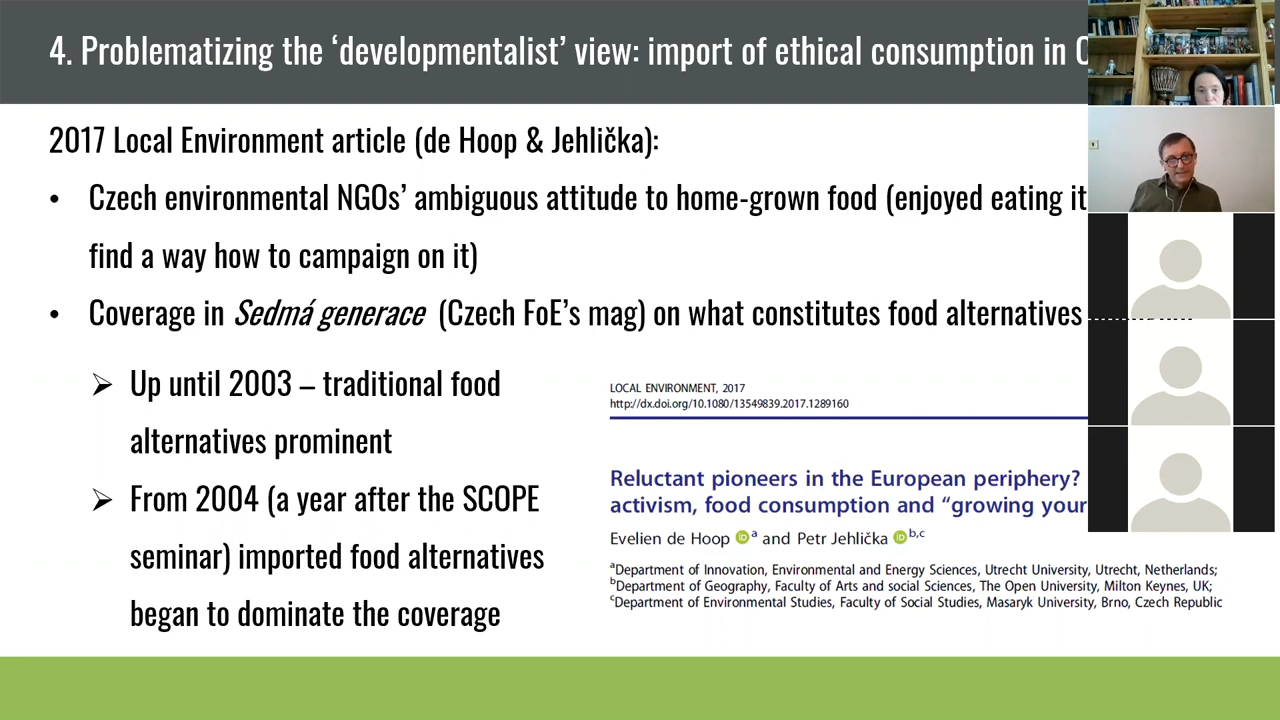 4. Problematizing the ‘developmentalist’ view: import of ethical consumption in
2017 Local Environment article (de Hoop & Jehlička):
• Czech environmental NGOs’ ambiguous attitude to home-grown food (enjoyed eating it
find a way how to campaign on it)
• Coverage in Sedmá generace (Czech FoE’s mag) on what constitutes food alternatives
➢ Up until 2003 – traditional food
alternatives prominent
➢ From 2004 (a year after the SCOPE
seminar) imported food alternatives
began to dominate the coverage
LOCAL ENVIRONMENT, 2017
http://dx.doi.org/10.1080/13549839.2017.1289160
Reluctant pioneers in the European periphery?
activism, food consumption and “growing your
Evelien de Hoop iD a and Petr Jehlička iD b,c
aDepartment of Innovation, Environmental and Energy Sciences, Utrecht University, Utrecht, Netherlands;
bDepartment of Geography, Faculty of Arts and social Sciences, The Open University, Milton Keynes, UK;
cDepartment of Environmental Studies, Faculty of Social Studies, Masaryk University, Brno, Czech Republic